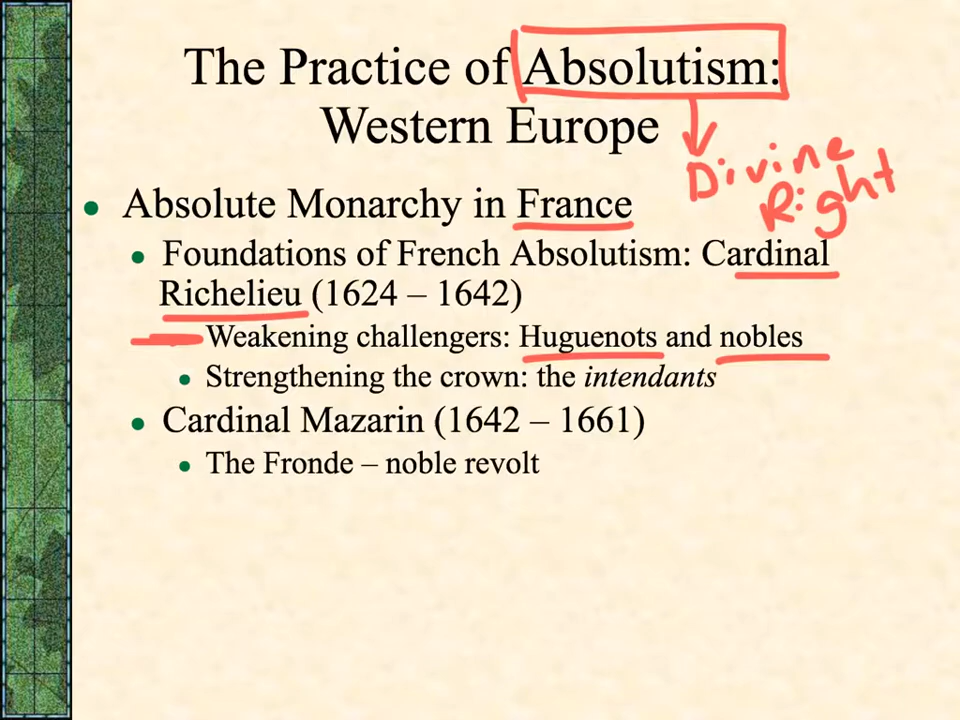 The Practice of Absolutism:
Western Europe
Divine
Right
• Absolute Monarchy in France
• Foundations of French Absolutism: Cardinal
Richelieu (1624 – 1642)
Weakening challengers: Huguenots and nobles
• Strengthening the crown: the intendants
• Cardinal Mazarin (1642 – 1661)
• The Fronde – noble revolt